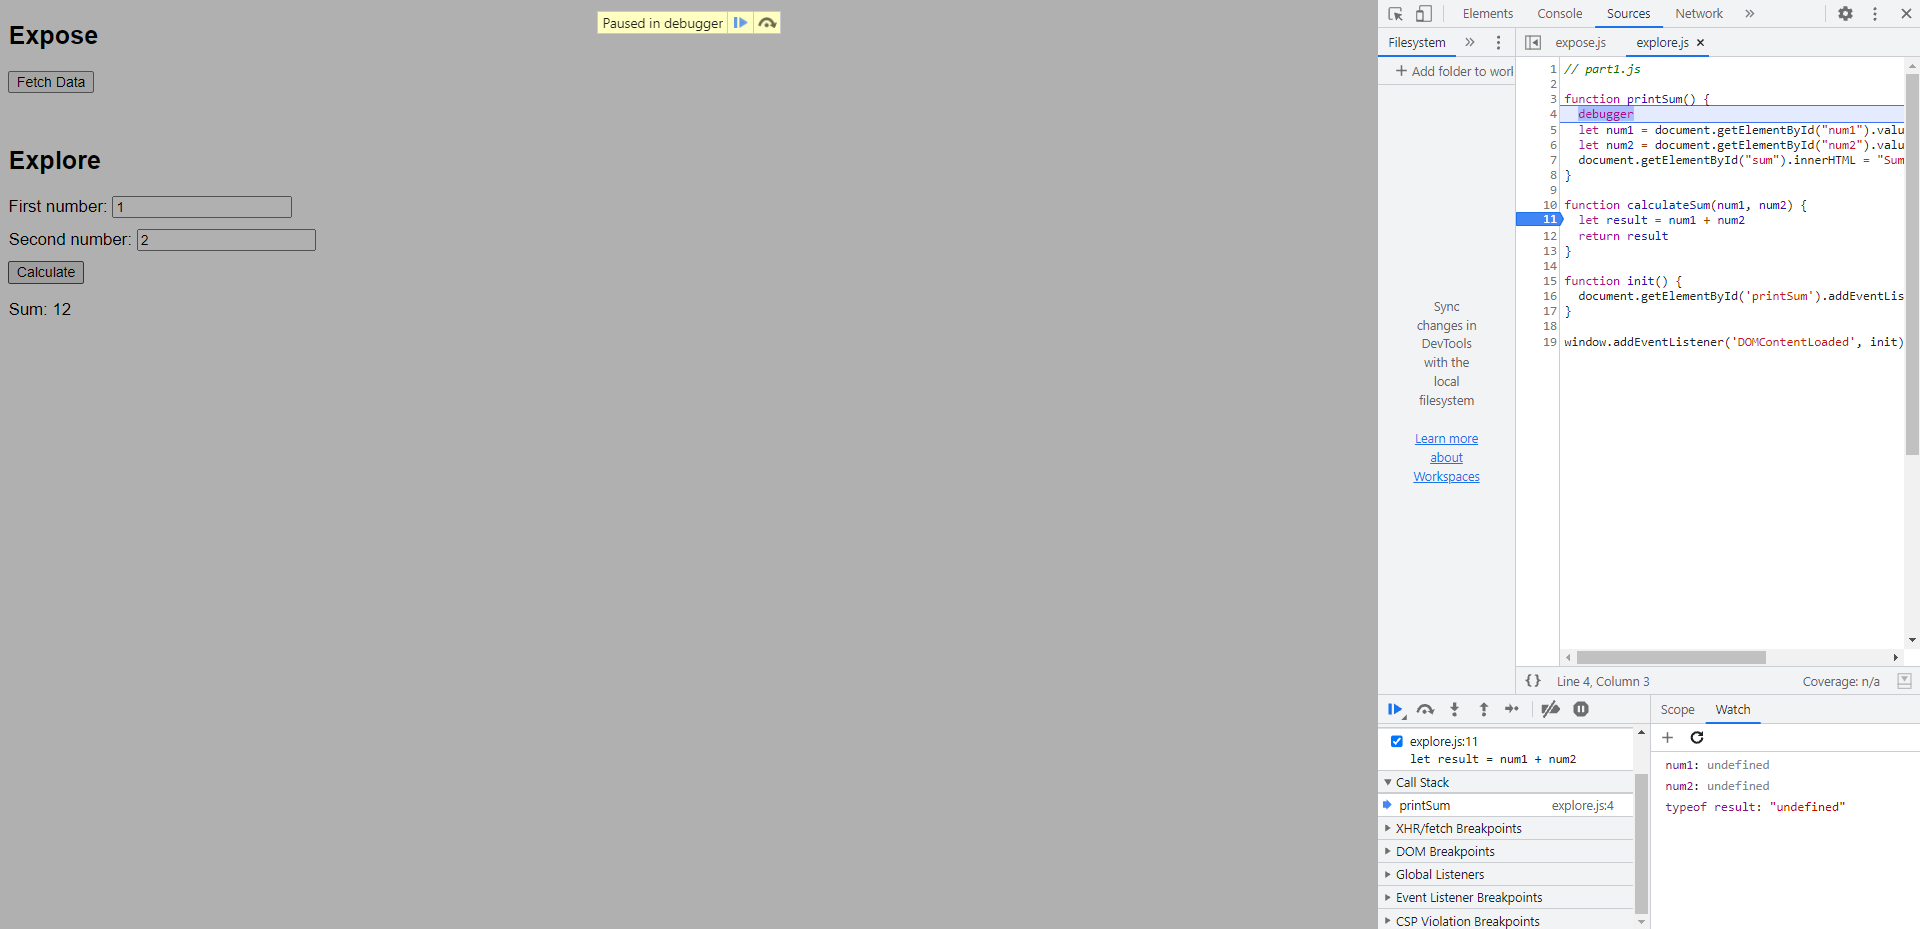 Expose
Fetch Data
Explore
First number: 1
Second number: 2
Calculate
Sum: 12
Paused in debugger
Elements Console Sources Network
Filesystem
Add folder to worl
Sync
changes in
DevTools
with the
local
filesystem
Learn more
about
Workspaces
expose.js explore.js
1 // part1.js
2
3 function printSum() {
4 debugger
5 let num1 = document.getElementById("num1").valu
6 let num2 = document.getElementById("num2").valu
7 document.getElementById("sum").innerHTML = "Sum
8 }
9
10 function calculateSum(num1, num2) {
11 let result = num1 + num2
12 return result
13 }
14
15 function init() {
16 document.getElementById('printSum').addEventLis
17 }
18
19 window.addEventListener('DOMContentLoaded', init)
{} Line 4, Column 3 Coverage: n/a
explore.js:11
let result = num1 + num2
Call Stack
printSum explore.js:4
XHR/fetch Breakpoints
DOM Breakpoints
Global Listeners
Event Listener Breakpoints
CSP Violation Breakpoints
Scope Watch
num1: undefined
num2: undefined
typeof result: "undefined"